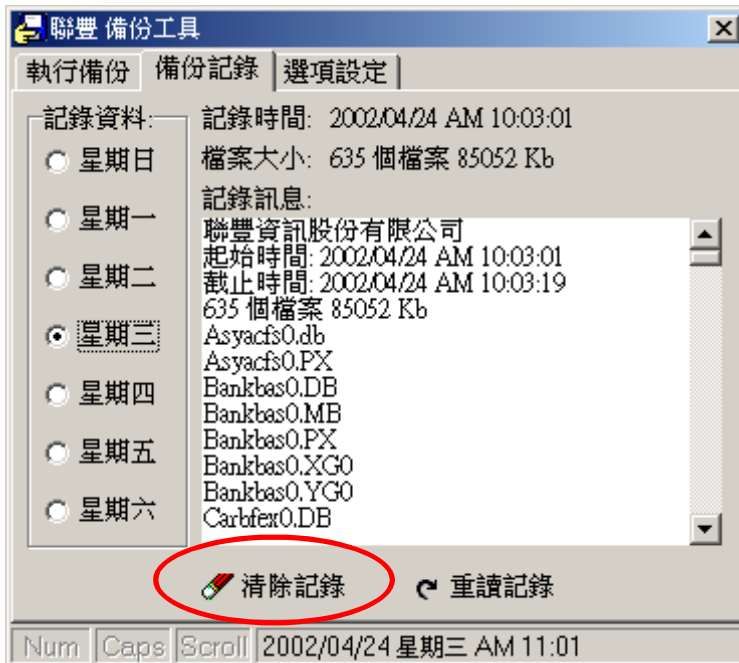 聯豐 備份工具
執行備份 備份記錄 選項設定
記錄資料:
星期日
星期一
星期二
星期三
星期四
星期五
星期六
記錄時間: 2002/04/24 AM 10:03:01
檔案大小: 635 個檔案 85052 Kb
記錄訊息:
聯豐資訊股份有限公司
起始時間: 2002/04/24 AM 10:03:01
截止時間: 2002/04/24 AM 10:03:19
635 個檔案 85052 Kb
Asyacfs0.db
Asyacfs0.PX
Bankbas0.DB
Bankbas0.MB
Bankbas0.PX
Bankbas0.XG0
Bankbas0.YG0
Carbfex0.DB
清除記錄 重讀記錄
Num Caps Scroll 2002/04/24 星期三 AM 11:01